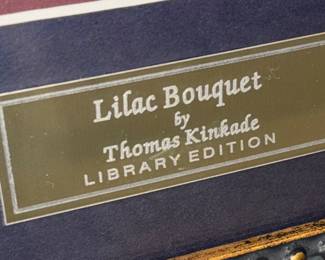 Lilac Bouquet
by
Thomas Kinkade
LIBRARY EDITION